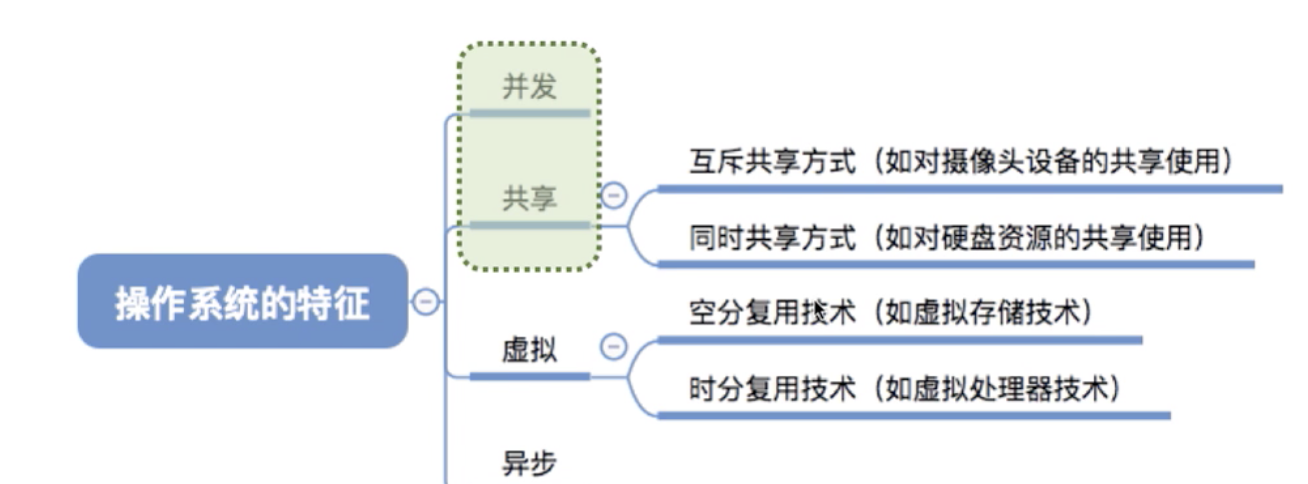 并发
共享
互斥共享方式（如对摄像头设备的共享使用）
同时共享方式（如对硬盘资源的共享使用）
操作系统的特征
虚拟
空分复用技术（如虚拟存储技术）
时分复用技术（如虚拟处理器技术）
异步